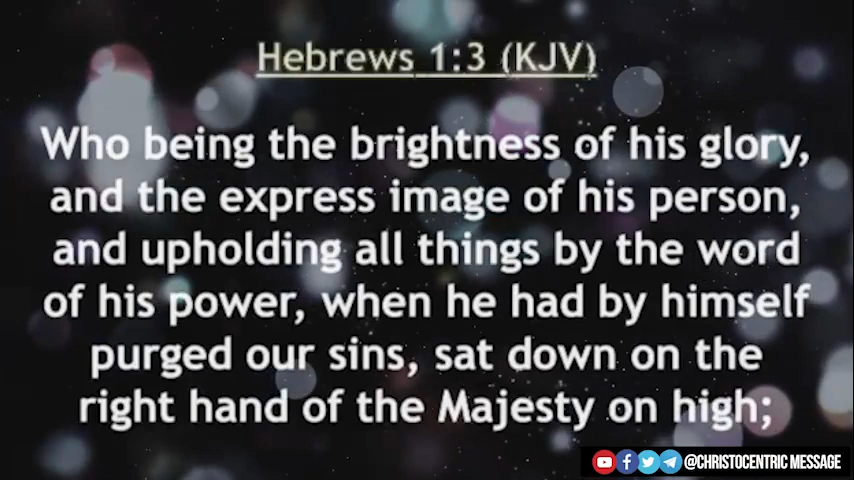 Hebrews 1:3 (KJV)
Who being the brightness of his glory,
and the express image of his person,
and upholding all things by the word
of his power, when he had by himself
purged our sins, sat down on the
right hand of the Majesty on high;
@CHRISTOCENTRIC MESSAGE